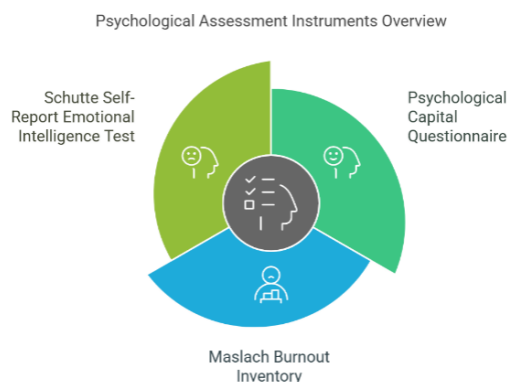 Psychological Assessment Instruments Overview
Schutte Self-
Report Emotional
Intelligence Test
Psychological
Capital
Questionnaire
Maslach Burnout
Inventory